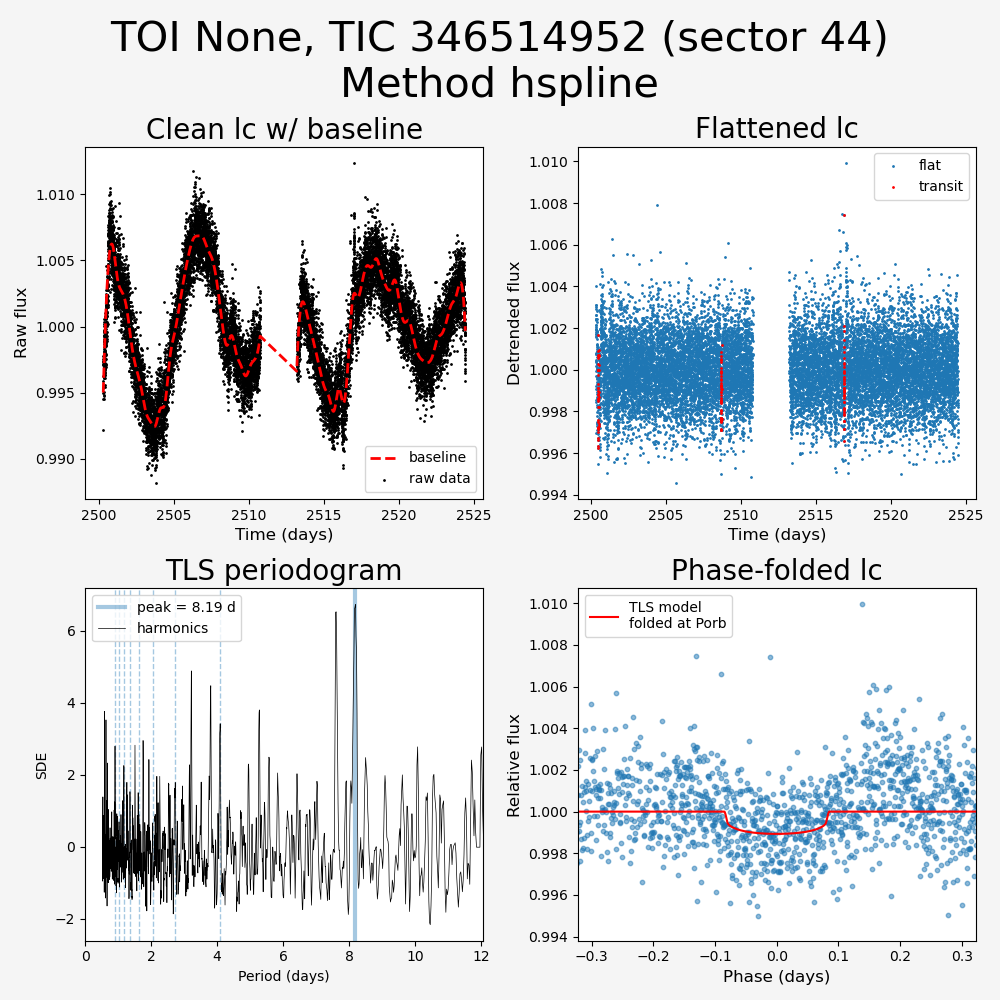 TOI None, TIC 346514952 (sector 44)
Method hspline
Clean lc w/ baseline
Raw flux
1.010
1.005
1.000
0.995
0.990
baseline
raw data
2500
2505
2510
2515
2520
2525
Time (days)
Flattened lc
Detrended flux
1.010
1.008
1.006
1.004
1.002
1.000
0.998
0.996
0.994
flat
transit
2500
2505
2510
2515
2520
2525
Time (days)
TLS periodogram
SDE
6
4
2
0
−2
peak = 8.19 d
harmonics
0
2
4
6
8
10
12
Period (days)
Phase-folded lc
Relative flux
1.010
1.008
1.006
1.004
1.002
1.000
0.998
0.996
0.994
TLS model
folded at Porb
−0.3
−0.2
−0.1
0.0
0.1
0.2
0.3
Phase (days)